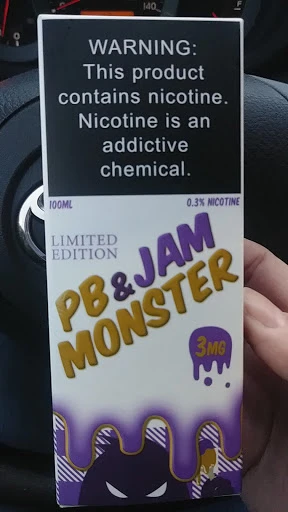 140
WARNING:
This product
contains nicotine.
Nicotine is an
addictive
chemical.
100ML 0.3% NICOTINE
LIMITED
EDITION
PB & JAM
MONSTER
3MG